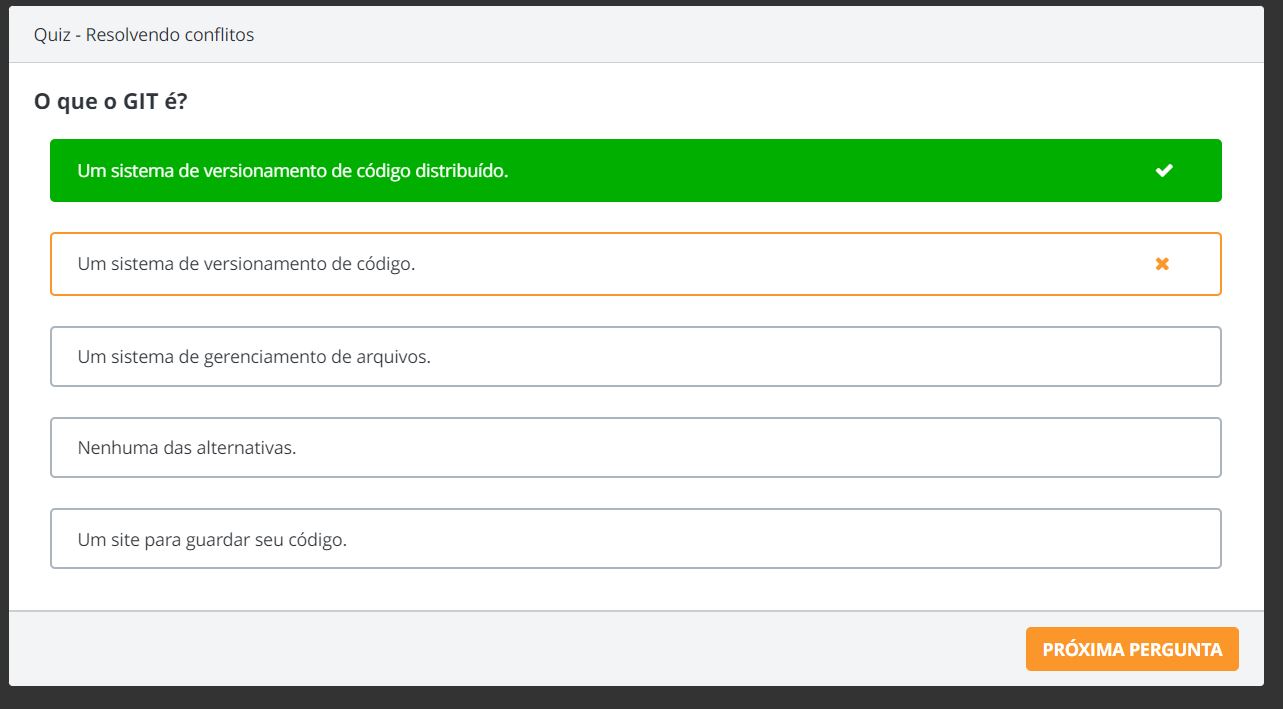 Quiz - Resolvendo conflitos
O que o GIT é?
Um sistema de versionamento de código distribuído.
Um sistema de versionamento de código.
Um sistema de gerenciamento de arquivos.
Nenhuma das alternativas.
Um site para guardar seu código.
PRÓXIMA PERGUNTA